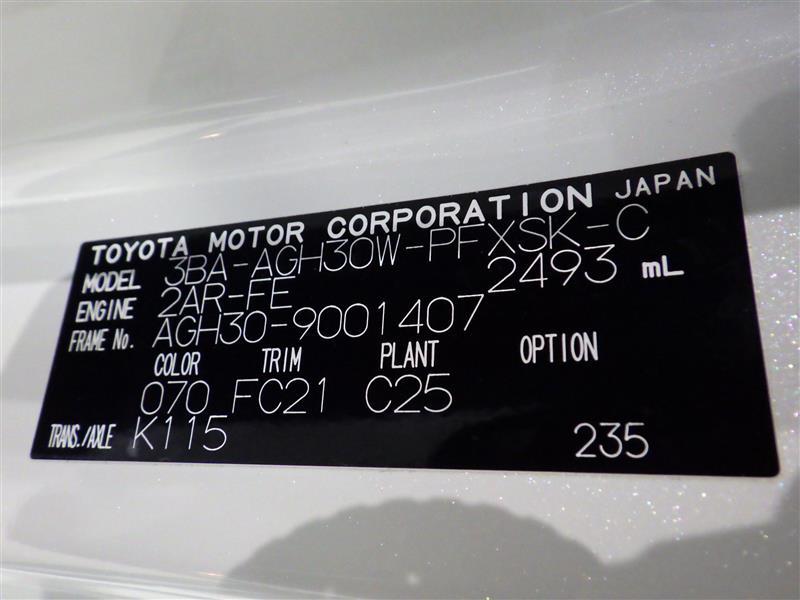 TOYOTA MOTOR CORPORATION JAPAN
MODEL 3BA-AGH30W-PFXSK-C
ENGINE 2AR-FE 2493 mL
FRAME No. AGH30-9001407
COLOR TRIM PLANT OPTION
070 FC21 C25
TRANS./AXLE K115 235